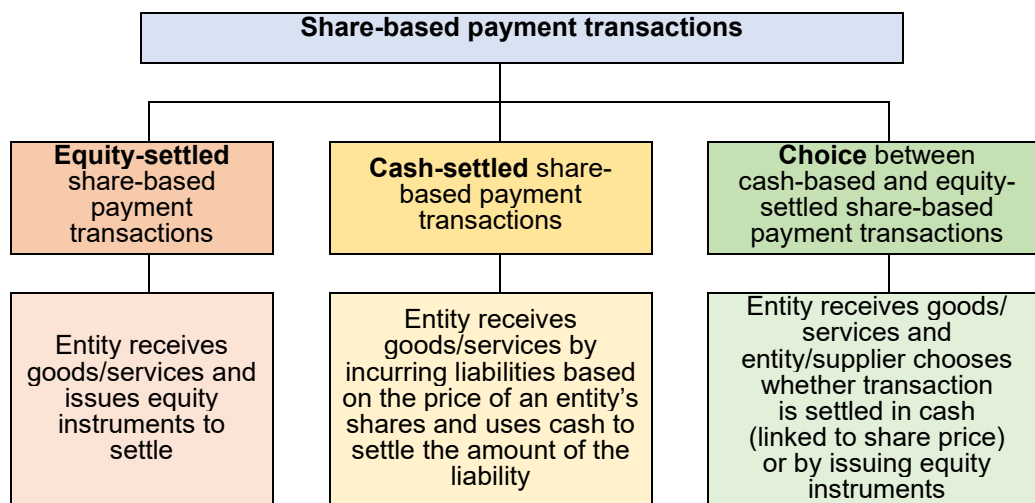 Share-based payment transactions
Equity-settled
share-based
payment
transactions
Cash-settled share-
based payment
transactions
Choice between
cash-based and equity-
settled share-based
payment transactions
Entity receives
goods/services and
issues equity
instruments to
settle
Entity receives
goods/services by
incurring liabilities based
on the price of an entity's
shares and uses cash to
settle the amount of the
liability
Entity receives goods/
services and
entity/supplier chooses
whether transaction
is settled in cash
(linked to share price)
or by issuing equity
instruments